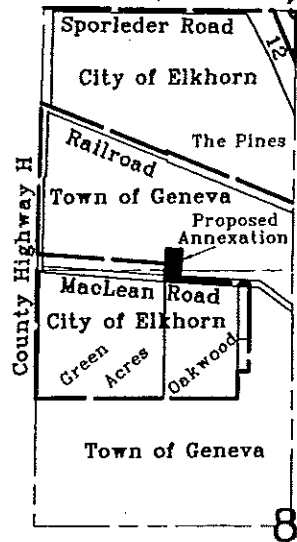 Sporleder Road
12
City of Elkhorn
The Pines
Railroad
Town of Geneva
Proposed
Annexation
County Highway H
MacLean Road
City of Elkhorn
Green
Acres
Oakwood
Town of Geneva
8